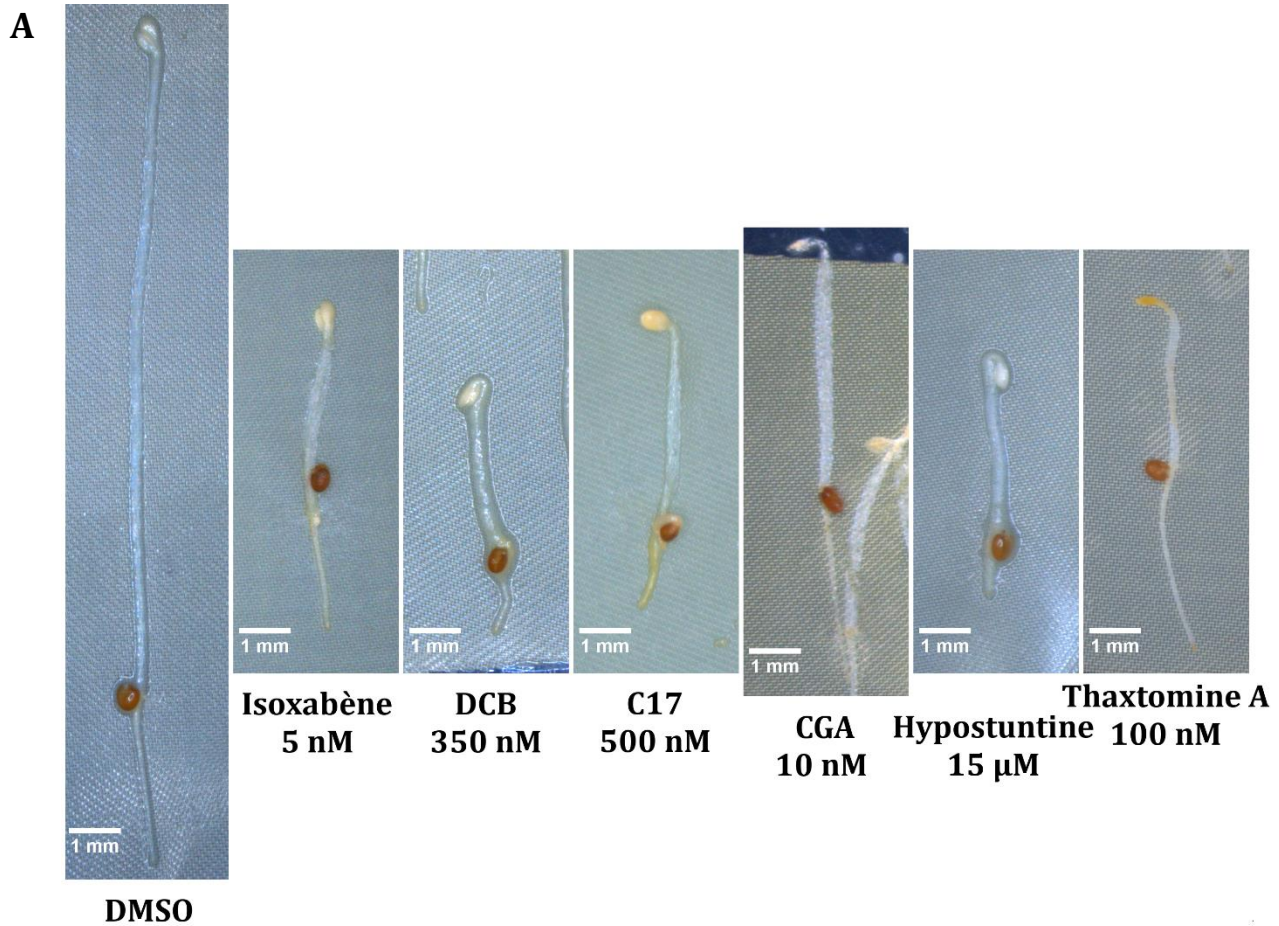 A
1 mm
DMSO
1 mm
Isoxabène
5 nM
1 mm
DCB
350 nM
1 mm
C17
500 nM
1 mm
CGA
10 nM
1 mm
Hypostuntine
15 µM
1 mm
Thaxtomine A
100 nM